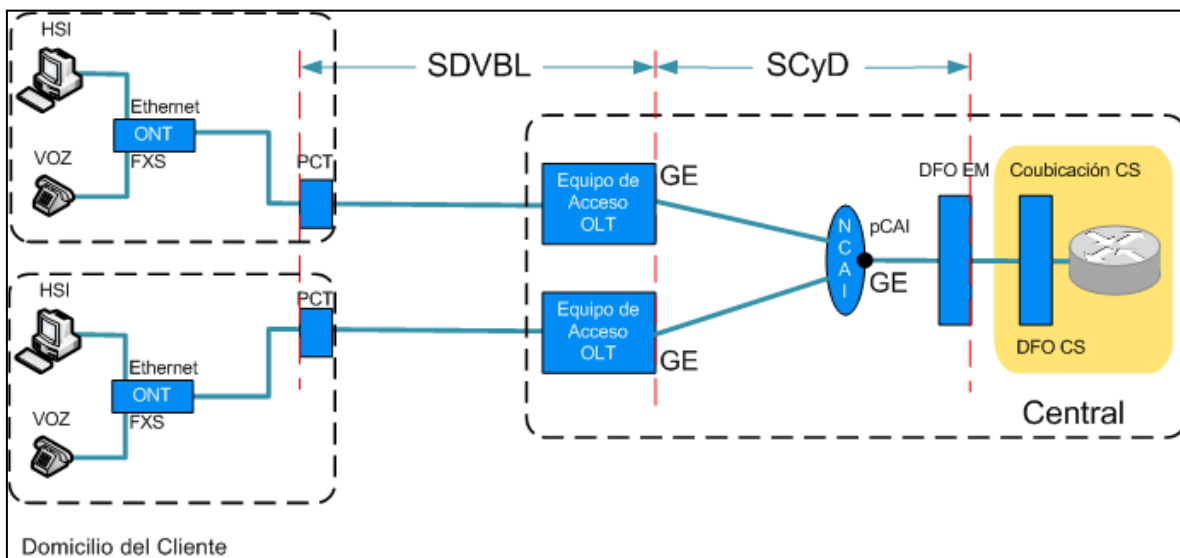 HSI
SDVBL
SCyD
Ethernet
ONT
FXS
VOZ
PCT
Equipo de
Acceso
OLT
GE
DFO EM
Coubicación CS
N
C
A
I
pCAI
GE
DFO CS
HSI
PCT
Equipo de
Acceso
OLT
GE
Ethernet
ONT
FXS
VOZ
Central
Domicilio del Cliente